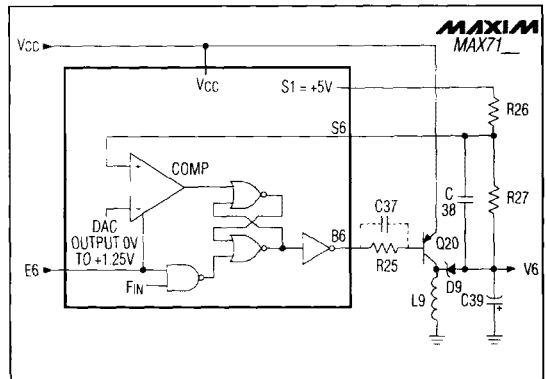 MAXIM
MAX71__
VCC
VCC
S1 = +5V
R26
S6
+
COMP
C
38
R27
-
DAC
OUTPUT 0V
TO +1.25V
C37
B6
Q20
R25
V6
E6
FIN
L9
D9
C39
+